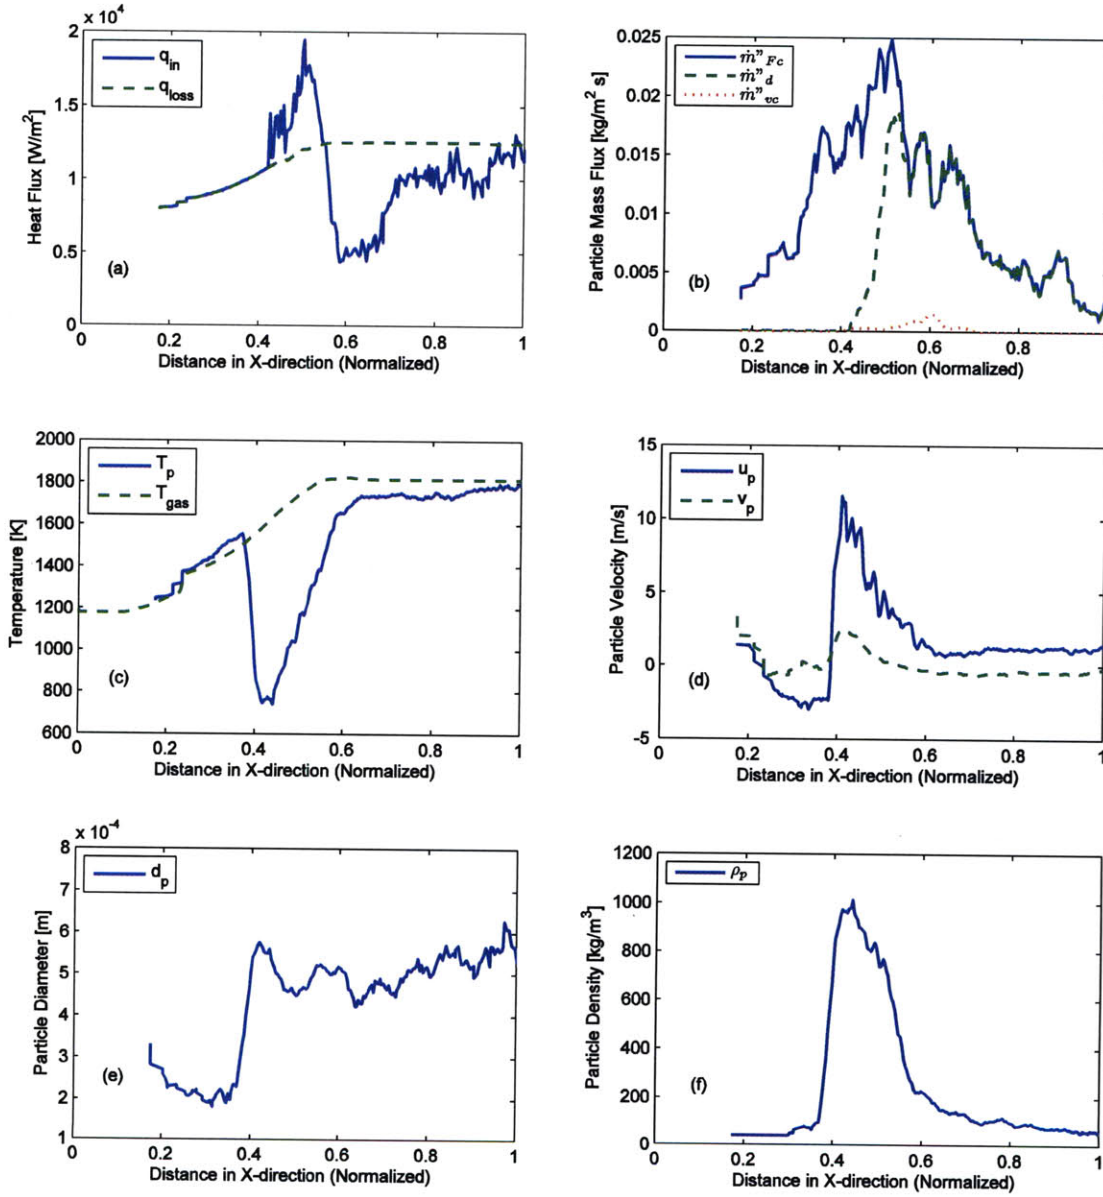 x 10^4
2
1.5
1
0.5
0
Heat Flux [W/m^2]
q_in
q_loss
(a)
0 0.2 0.4 0.6 0.8 1
Distance in X-direction (Normalized)
0.025
0.02
0.015
0.01
0.005
0
Particle Mass Flux [kg/m^2 s]
ṁ"_Fc
ṁ"_d
ṁ"_vc
(b)
0 0.2 0.4 0.6 0.8
Distance in X-direction (Normalized)
2000
1800
1600
1400
1200
1000
800
600
Temperature [K]
T_p
T_gas
(c)
0 0.2 0.4 0.6 0.8 1
Distance in X-direction (Normalized)
15
10
5
0
-5
Particle Velocity [m/s]
u_p
v_p
(d)
0 0.2 0.4 0.6 0.8 1
Distance in X-direction (Normalized)
x 10^-4
8
7
6
5
4
3
2
1
Particle Diameter [m]
d_p
(e)
0 0.2 0.4 0.6 0.8 1
Distance in X-direction (Normalized)
1200
1000
800
600
400
200
0
Particle Density [kg/m^3]
ρ_p
(f)
0 0.2 0.4 0.6 0.8 1
Distance in X-direction (Normalized)